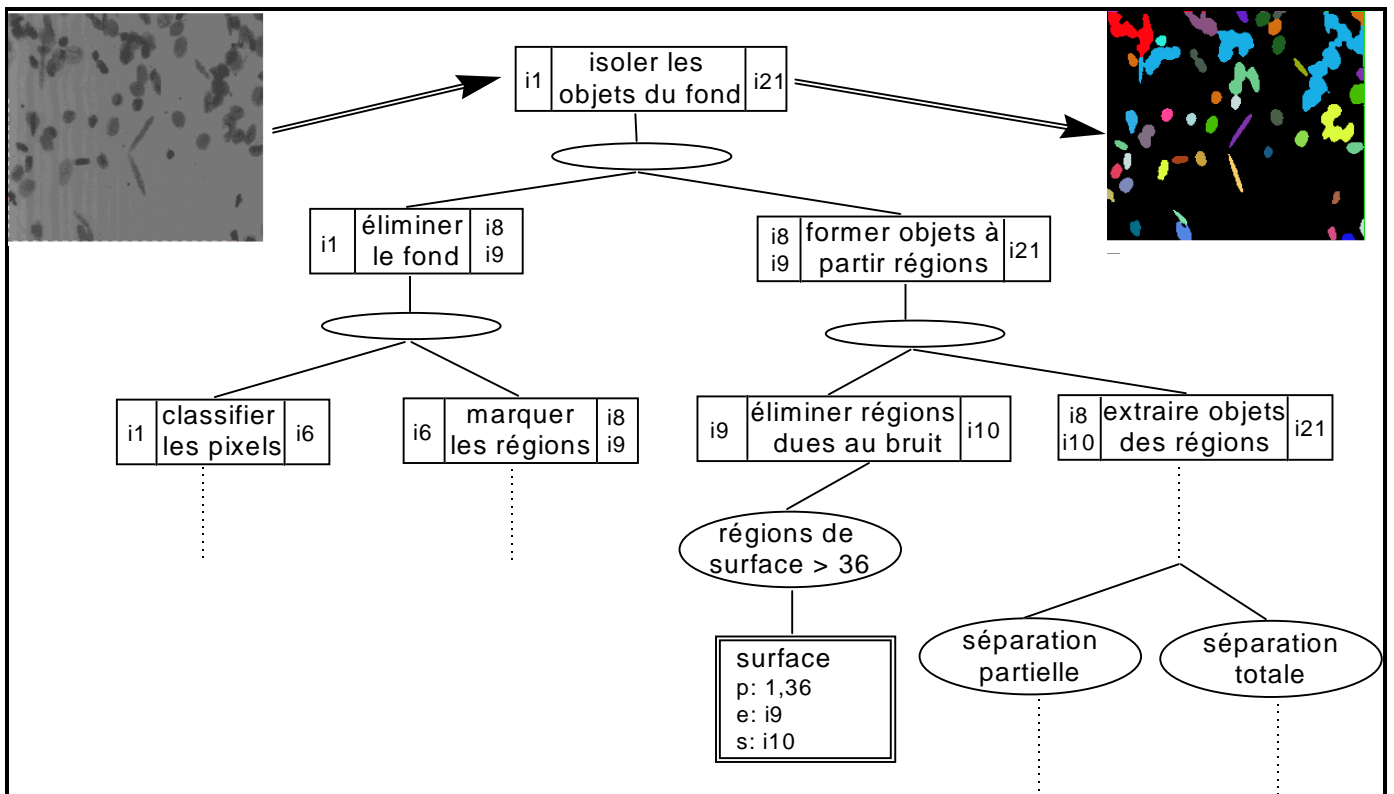 i1
isoler les
objets du fond
i21
i1
éliminer
le fond
i8
i9
i8
i9
former objets à
partir régions
i21
i1
classifier
les pixels
i6
i6
marquer
les régions
i8
i9
i9
éliminer régions
dues au bruit
i10
i8
i10
extraire objets
des régions
i21
régions de
surface > 36
surface
p: 1,36
e: i9
s: i10
séparation
partielle
séparation
totale